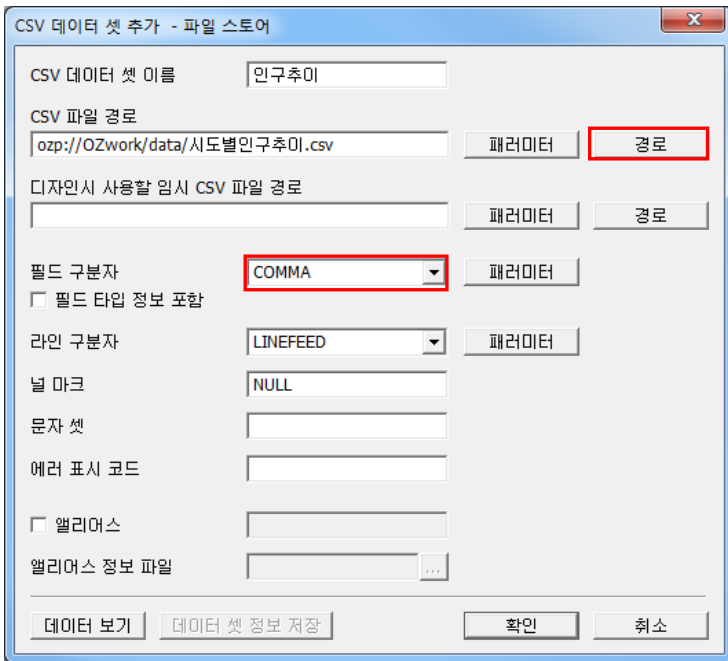 CSV 데이터 셋 추가 - 파일 스토어
CSV 데이터 셋 이름 인구추이
CSV 파일 경로
ozp://OZwork/data/시도별인구추이.csv 패러미터 경로
디자인시 사용할 임시 CSV 파일 경로
패러미터 경로
필드 구분자 COMMA 패러미터
필드 타입 정보 포함
라인 구분자 LINEFEED 패러미터
널 마크 NULL
문자 셋
에러 표시 코드
앨리어스
앨리어스 정보 파일 ...
데이터 보기 데이터 셋 정보 저장 확인 취소